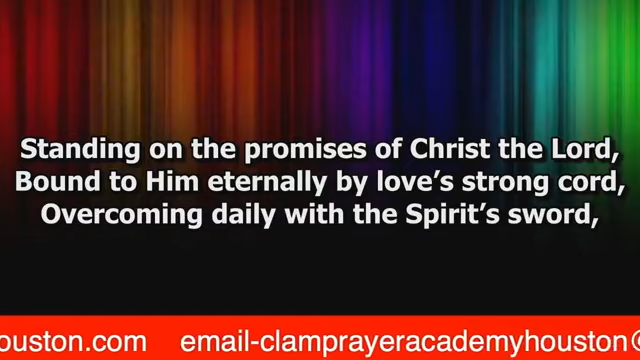 Standing on the promises of Christ the Lord,
Bound to Him eternally by love’s strong cord,
Overcoming daily with the Spirit’s sword,
ouston.com email-clamprayeracademyhouston@